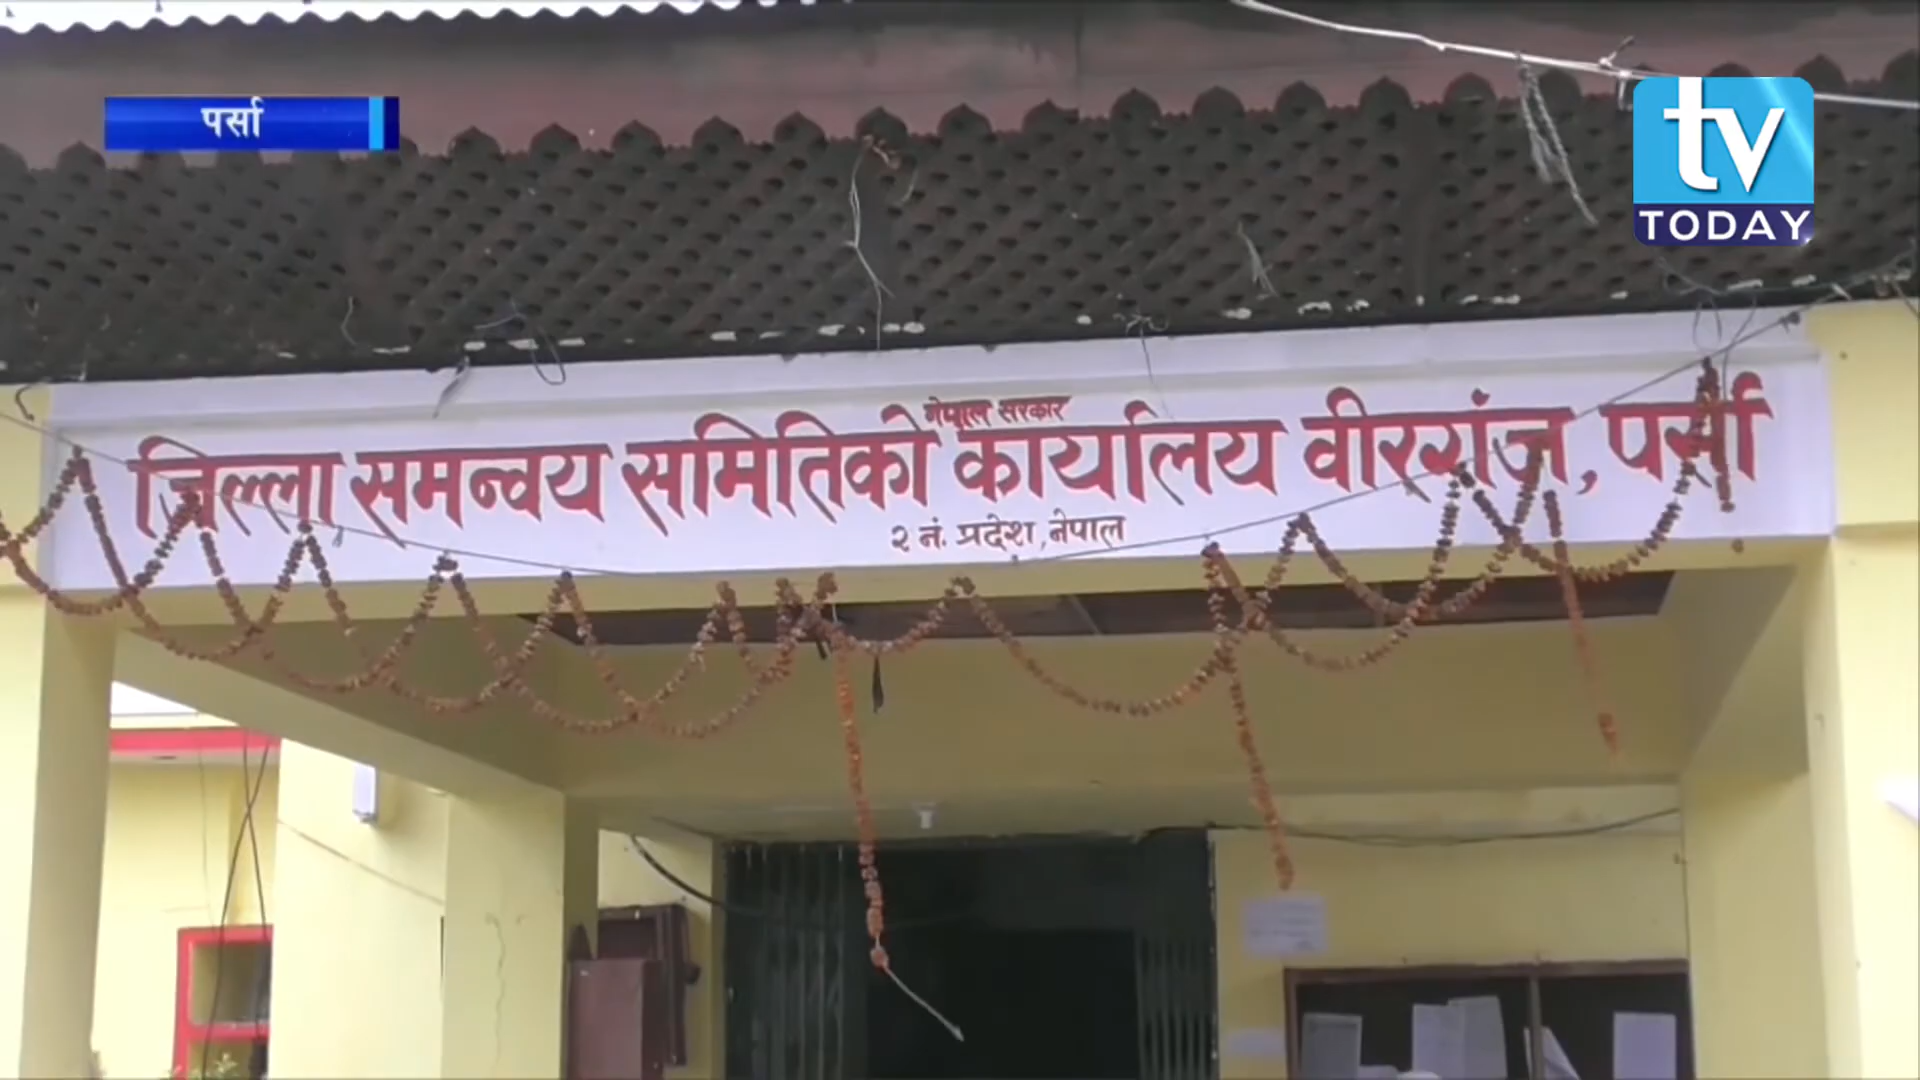 पर्सा
tv
TODAY
नेपाल सरकार
जिल्ला समन्वय समितिको कार्यालय वीरगंज, पर्सा
२ नं. प्रदेश, नेपाल